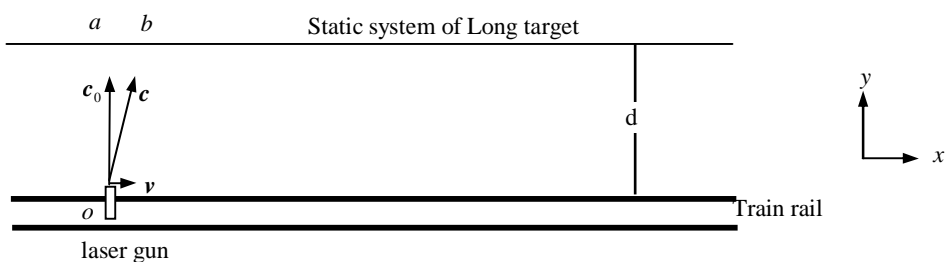 a b Static system of Long target
c₀ c
d
y
x
v
o
Train rail
laser gun